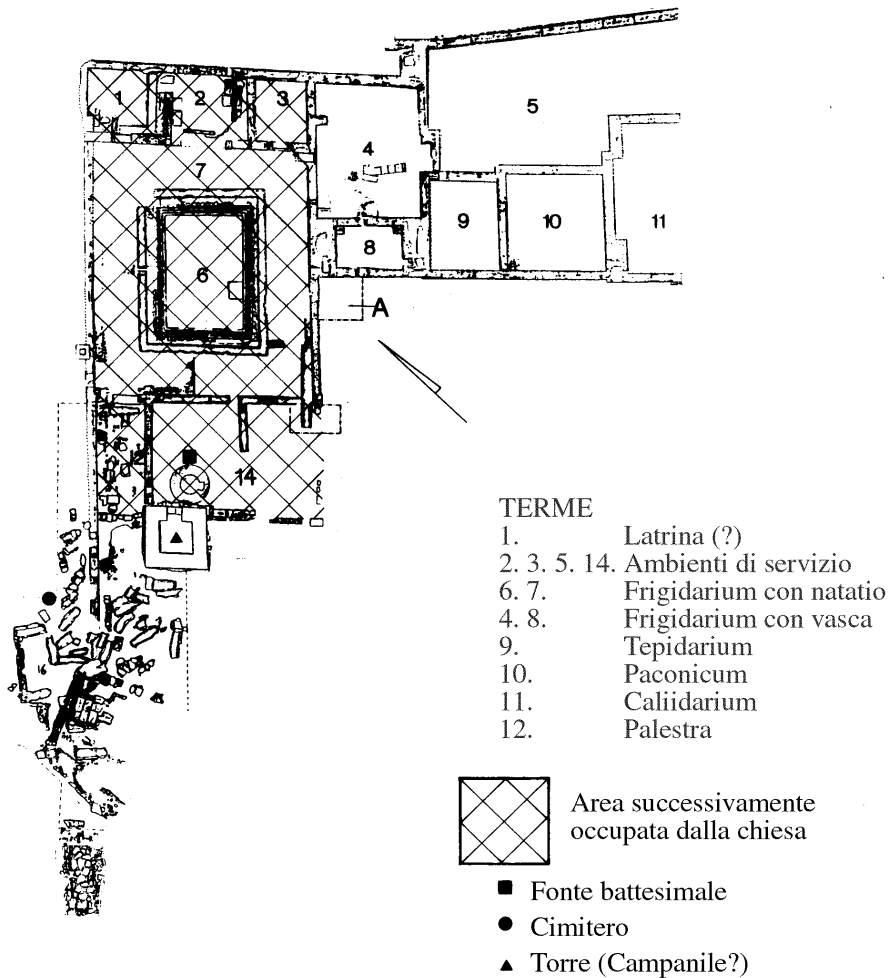 1
2
3
5
4
7
9
10
11
8
6
A
12
14
16
TERME
1. Latrina (?)
2. 3. 5. 14. Ambienti di servizio
6. 7. Frigidarium con natatio
4. 8. Frigidarium con vasca
9. Tepidarium
10. Paconicum
11. Caliidarium
12. Palestra
Area successivamente
occupata dalla chiesa
Fonte battesimale
Cimitero
Torre (Campanile?)